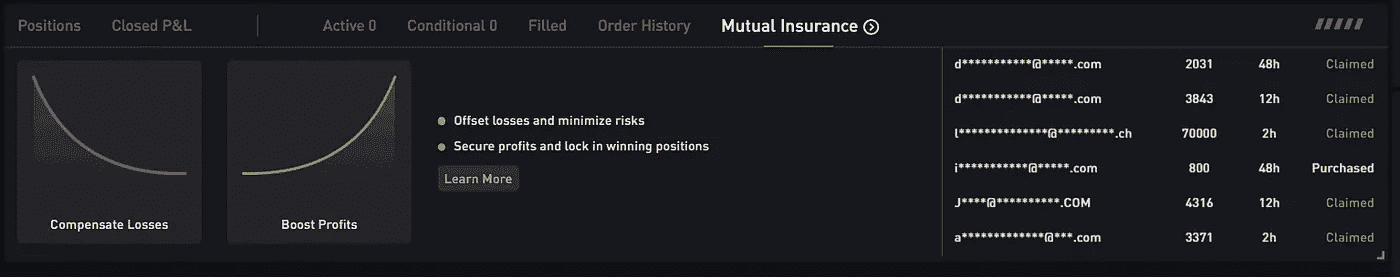 Positions Closed P&L Active 0 Conditional 0 Filled Order History Mutual Insurance
Compensate Losses
Boost Profits
Offset losses and minimize risks
Secure profits and lock in winning positions
Learn More
d***********@*****.com 2031 48h Claimed
d***********@*****.com 3843 12h Claimed
l**************@*********.ch 70000 2h Claimed
i***********@*****.com 800 48h Purchased
J****@**********.COM 4316 12h Claimed
a*************@***.com 3371 2h Claimed